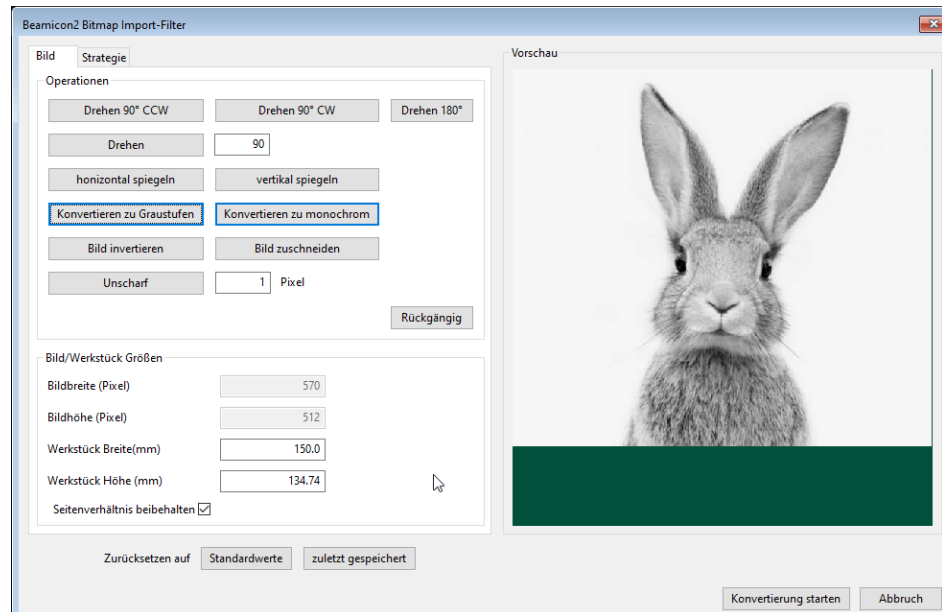 Beamicon2 Bitmap Import-Filter
Bild Strategie
Operationen
Drehen 90° CCW Drehen 90° CW Drehen 180°
Drehen 90
honizontal spiegeln vertikal spiegeln
Konvertieren zu Graustufen Konvertieren zu monochrom
Bild invertieren Bild zuschneiden
Unscharf 1 Pixel
Rückgängig
Bild/Werkstück Größen
Bildbreite (Pixel) 570
Bildhöhe (Pixel) 512
Werkstück Breite(mm) 150.0
Werkstück Höhe (mm) 134.74
Seitenverhältnis beibehalten
Zurücksetzen auf Standardwerte zuletzt gespeichert
Vorschau
Konvertierung starten Abbruch